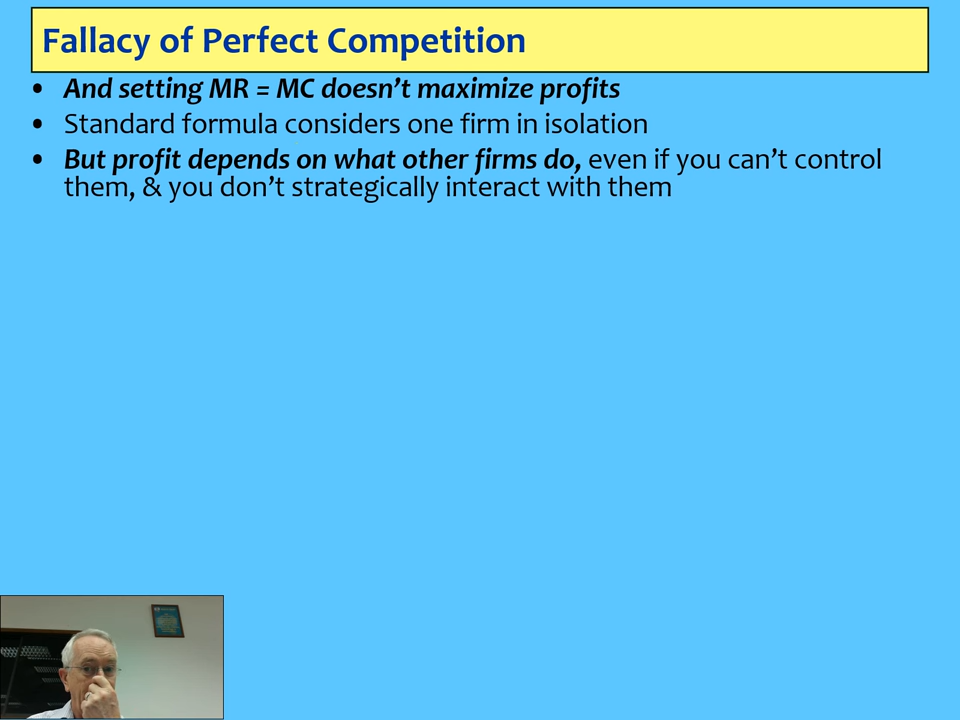 Fallacy of Perfect Competition
• And setting MR = MC doesn’t maximize profits
• Standard formula considers one firm in isolation
• But profit depends on what other firms do, even if you can’t control
them, & you don’t strategically interact with them